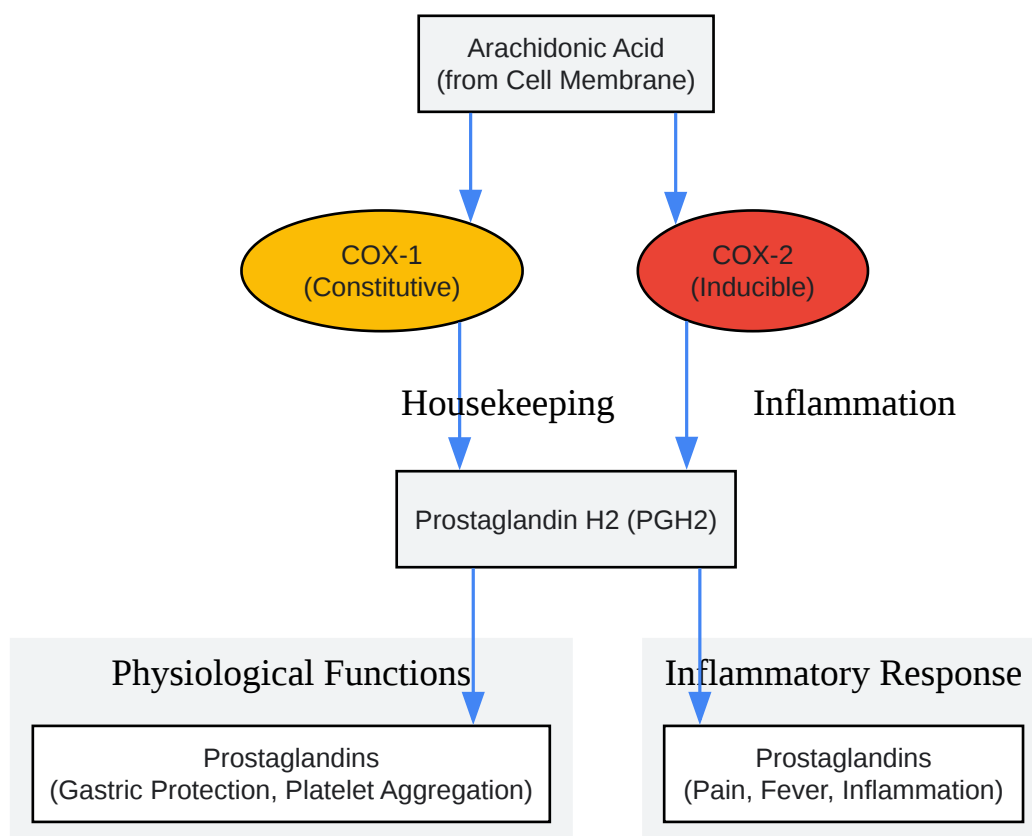 Arachidonic Acid
(from Cell Membrane)
COX-1
(Constitutive)
COX-2
(Inducible)
Housekeeping
Inflammation
Prostaglandin H2 (PGH2)
Physiological Functions
Prostaglandins
(Gastric Protection, Platelet Aggregation)
Inflammatory Response
Prostaglandins
(Pain, Fever, Inflammation)